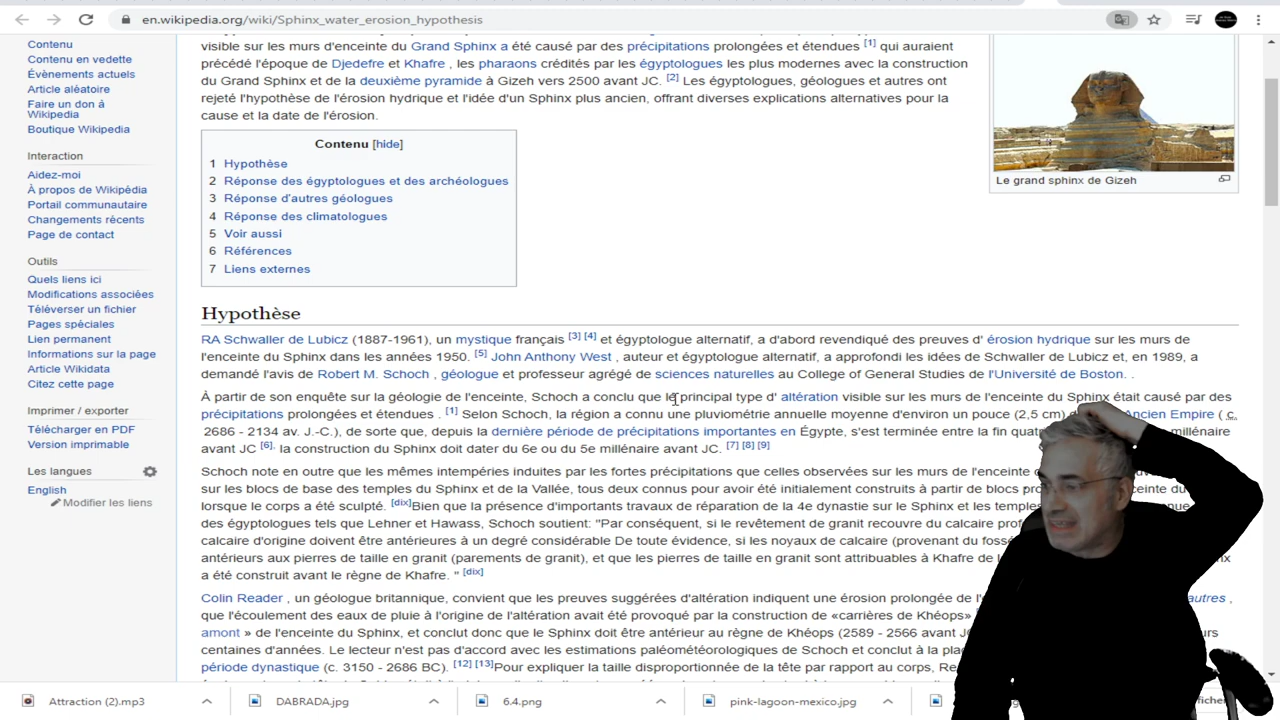 en.wikipedia.org/wiki/Sphinx_water_erosion_hypothesis
Contenu
Contenu en vedette
Évènements actuels
Article aléatoire
Faire un don à
Wikipedia
Boutique Wikipedia
Interaction
Aidez-moi
À propos de Wikipédia
Portail communautaire
Changements récents
Page de contact
Outils
Quels liens ici
Modifications associées
Téléverser un fichier
Pages spéciales
Lien permanent
Informations sur la page
Article Wikidata
Citez cette page
Imprimer / exporter
Télécharger en PDF
Version imprimable
Les langues
English
Modifier les liens
visible sur les murs d'enceinte du Grand Sphinx a été causé par des précipitations prolongées et étendues [1] qui auraient
précédé l'époque de Djedefre et Khafre , les pharaons crédités par les égyptologues les plus modernes avec la construction
du Grand Sphinx et de la deuxième pyramide à Gizeh vers 2500 avant JC. [2] Les égyptologues, géologues et autres ont
rejeté l'hypothèse de l'érosion hydrique et l'idée d'un Sphinx plus ancien, offrant diverses explications alternatives pour la
cause et la date de l'érosion.
Le grand sphinx de Gizeh
Contenu [hide]
1 Hypothèse
2 Réponse des égyptologues et des archéologues
3 Réponse d'autres géologues
4 Réponse des climatologues
5 Voir aussi
6 Références
7 Liens externes
Hypothèse
RA Schwaller de Lubicz (1887-1961), un mystique français [3] [4] et égyptologue alternatif, a d'abord revendiqué des preuves d' érosion hydrique sur les murs de
l'enceinte du Sphinx dans les années 1950. [5] John Anthony West , auteur et égyptologue alternatif, a approfondi les idées de Schwaller de Lubicz et, en 1989, a
demandé l'avis de Robert M. Schoch , géologue et professeur agrégé de sciences naturelles au College of General Studies de l'Université de Boston. .
À partir de son enquête sur la géologie de l'enceinte, Schoch a conclu que le principal type d' altération visible sur les murs de l'enceinte du Sphinx était causé par des
précipitations prolongées et étendues . [1] Selon Schoch, la région a connu une pluviométrie annuelle moyenne d'environ un pouce (2,5 cm) Ancien Empire ( c.
2686 - 2134 av. J.-C.), de sorte que, depuis la dernière période de précipitations importantes en Égypte, s'est terminée entre la fin millénaire
avant JC [6], la construction du Sphinx doit dater du 6e ou du 5e millénaire avant JC. [7] [8] [9]
Schoch note en outre que les mêmes intempéries induites par les fortes précipitations que celles observées sur les murs de l'enceinte
sur les blocs de base des temples du Sphinx et de la Vallée, tous deux connus pour avoir été initialement construits à partir de blocs du
lorsque le corps a été sculpté. [dix]Bien que la présence d'importants travaux de réparation de la 4e dynastie sur le Sphinx et les
des égyptologues tels que Lehner et Hawass, Schoch soutient: "Par conséquent, si le revêtement de granit recouvre du calcaire
calcaire d'origine doivent être antérieures à un degré considérable De toute évidence, si les noyaux de calcaire (provenant du
antérieurs aux pierres de taille en granit (parements de granit), et que les pierres de taille en granit sont attribuables à Khafre de
a été construit avant le règne de Khafre. " [dix]
Colin Reader , un géologue britannique, convient que les preuves suggérées d'altération indiquent une érosion prolongée de autres ,
que l'écoulement des eaux de pluie à l'origine de l'altération avait été provoqué par la construction de «carrières de Khéops»
amont » de l'enceinte du Sphinx, et conclut donc que le Sphinx doit être antérieur au règne de Khéops (2589 - 2566 avant
centaines d'années. Le lecteur n'est pas d'accord avec les estimations paléométéorologiques de Schoch et conclut à la
période dynastique (c. 3150 - 2686 BC). [12] [13]Pour expliquer la taille disproportionnée de la tête par rapport au corps,
Attraction (2).mp3
DABRADA.jpg
6.4.png
pink-lagoon-mexico.jpg